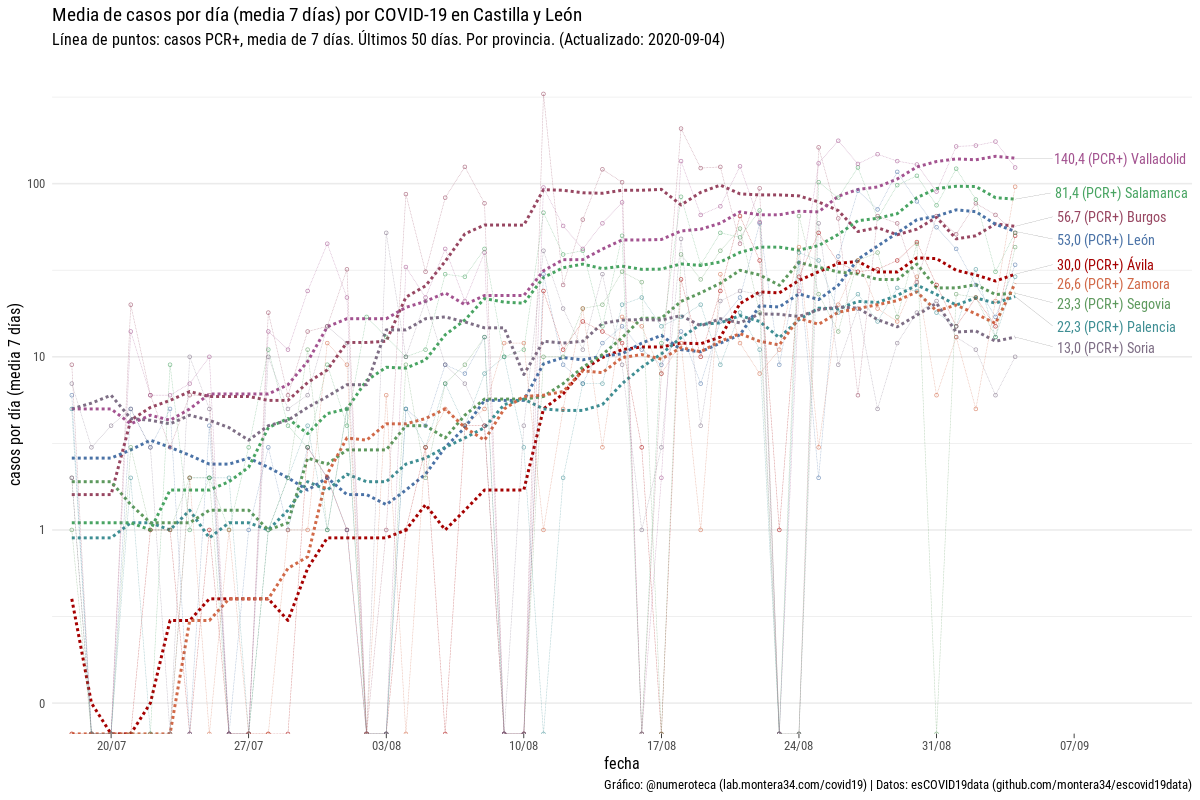 Media de casos por día (media 7 días) por COVID-19 en Castilla y León
Línea de puntos: casos PCR+, media de 7 días. Últimos 50 días. Por provincia. (Actualizado: 2020-09-04)
casos por día (media 7 días)
100
10
1
0
140,4 (PCR+) Valladolid
81,4 (PCR+) Salamanca
56,7 (PCR+) Burgos
53,0 (PCR+) León
30,0 (PCR+) Ávila
26,6 (PCR+) Zamora
23,3 (PCR+) Segovia
22,3 (PCR+) Palencia
13,0 (PCR+) Soria
20/07 27/07 03/08 10/08 17/08 24/08 31/08 07/09
fecha
Gráfico: @numeroteca (lab.montera34.com/covid19) | Datos: esCOVID19data (github.com/montera34/escovid19data)